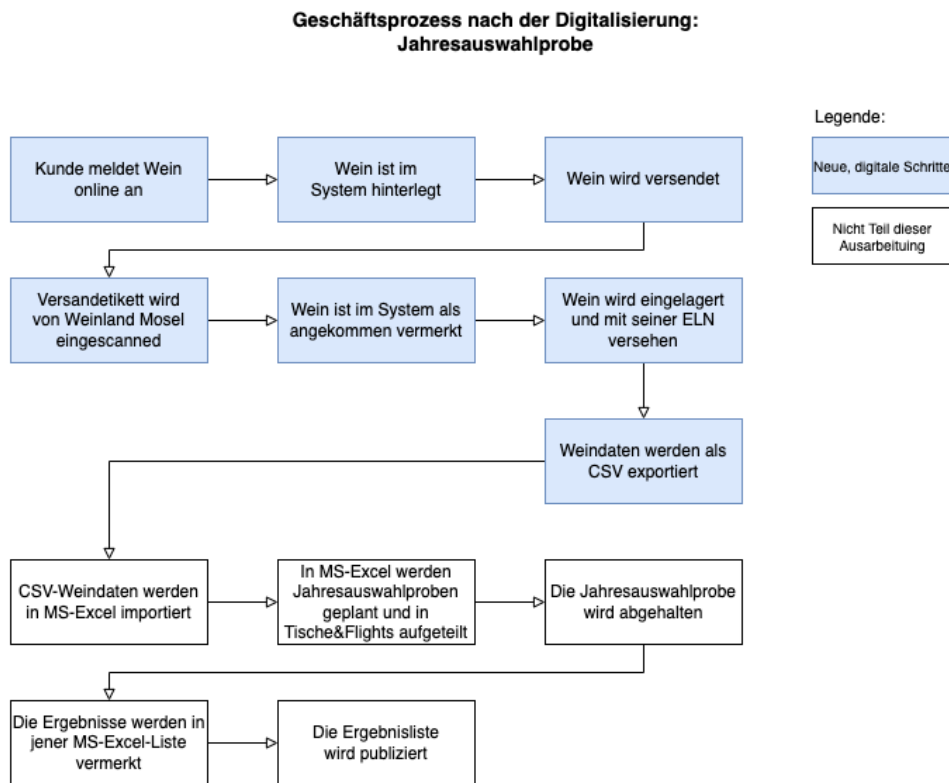 Geschäftsprozess nach der Digitalisierung:
Jahresauswahlprobe
Legende:
Kunde meldet Wein
online an
Wein ist im
System hinterlegt
Wein wird versendet
Neue, digitale Schritte
Nicht Teil dieser
Ausarbeituing
Versandetikett wird
von Weinland Mosel
eingescanned
Wein ist im System als
angekommen vermerkt
Wein wird eingelagert
und mit seiner ELN
versehen
Weindaten werden als
CSV exportiert
CSV-Weindaten werden
in MS-Excel importiert
In MS-Excel werden
Jahresauswahlproben
geplant und in
Tische&Flights aufgeteilt
Die Jahresauswahlprobe
wird abgehalten
Die Ergebnisse werden in
jener MS-Excel-Liste
vermerkt
Die Ergebnisliste
wird publiziert